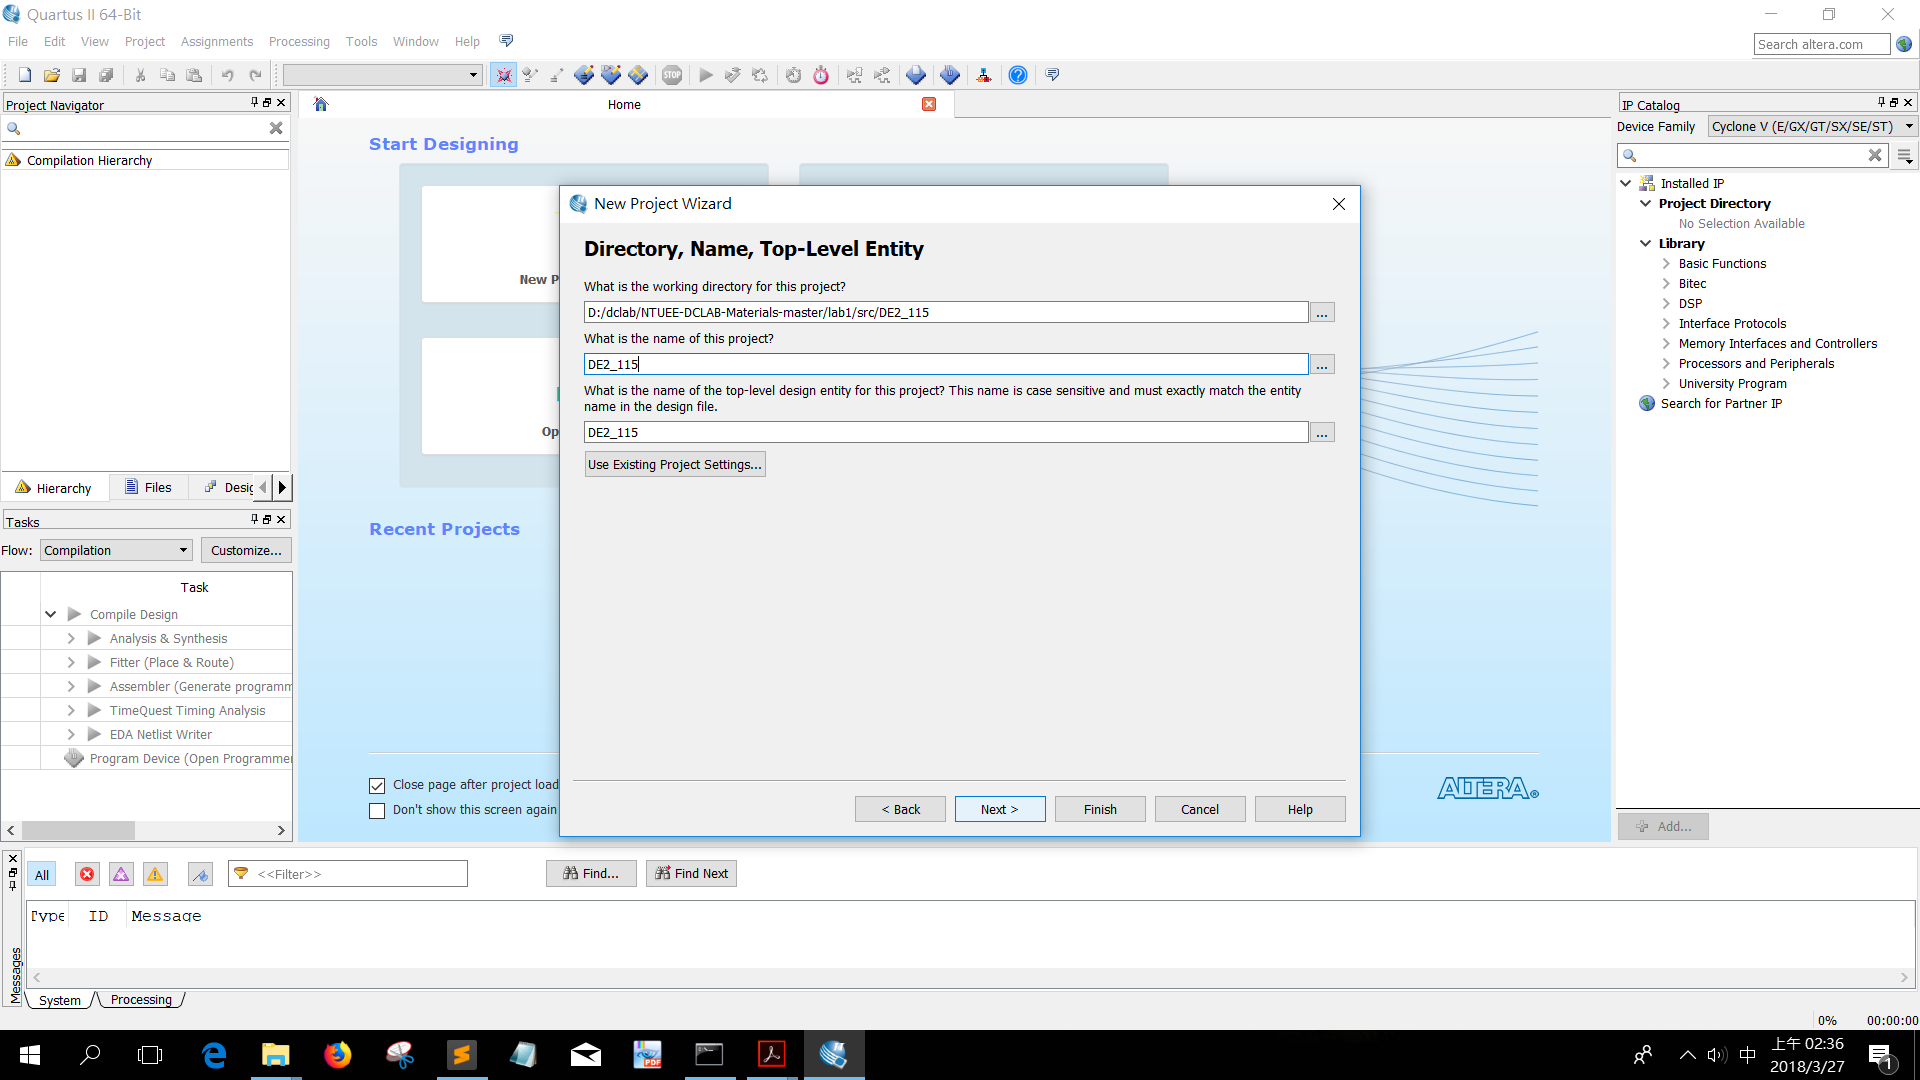 Quartus II 64-Bit
File Edit View Project Assignments Processing Tools Window Help
Search altera.com
Project Navigator
Compilation Hierarchy
Hierarchy Files
Tasks
Flow: Compilation Customize...
Task
Compile Design
Analysis & Synthesis
Fitter (Place & Route)
Assembler (Generate programm
TimeQuest Timing Analysis
EDA Netlist Writer
Program Device (Open Programmer
Home
Start Designing
New P
Op
Recent Projects
Close page after project load
Don't show this screen again
ALTERA®
New Project Wizard
Directory, Name, Top-Level Entity
What is the working directory for this project?
D:/dclab/NTUEE-DCLAB-Materials-master/lab1/src/DE2_115
...
What is the name of this project?
DE2_115
...
What is the name of the top-level design entity for this project? This name is case sensitive and must exactly match the entity
name in the design file.
DE2_115
...
Use Existing Project Settings...
< Back Next > Finish Cancel Help
IP Catalog
Device Family Cyclone V (E/GX/GT/SX/SE/ST)
Installed IP
Project Directory
No Selection Available
Library
Basic Functions
Bitec
DSP
Interface Protocols
Memory Interfaces and Controllers
Processors and Peripherals
University Program
Search for Partner IP
Add...
All <<Filter>> Find... Find Next
Type ID Message
Messages
System Processing
0% 00:00:00
中 上午 02:36
2018/3/27
1
STOP
PDF